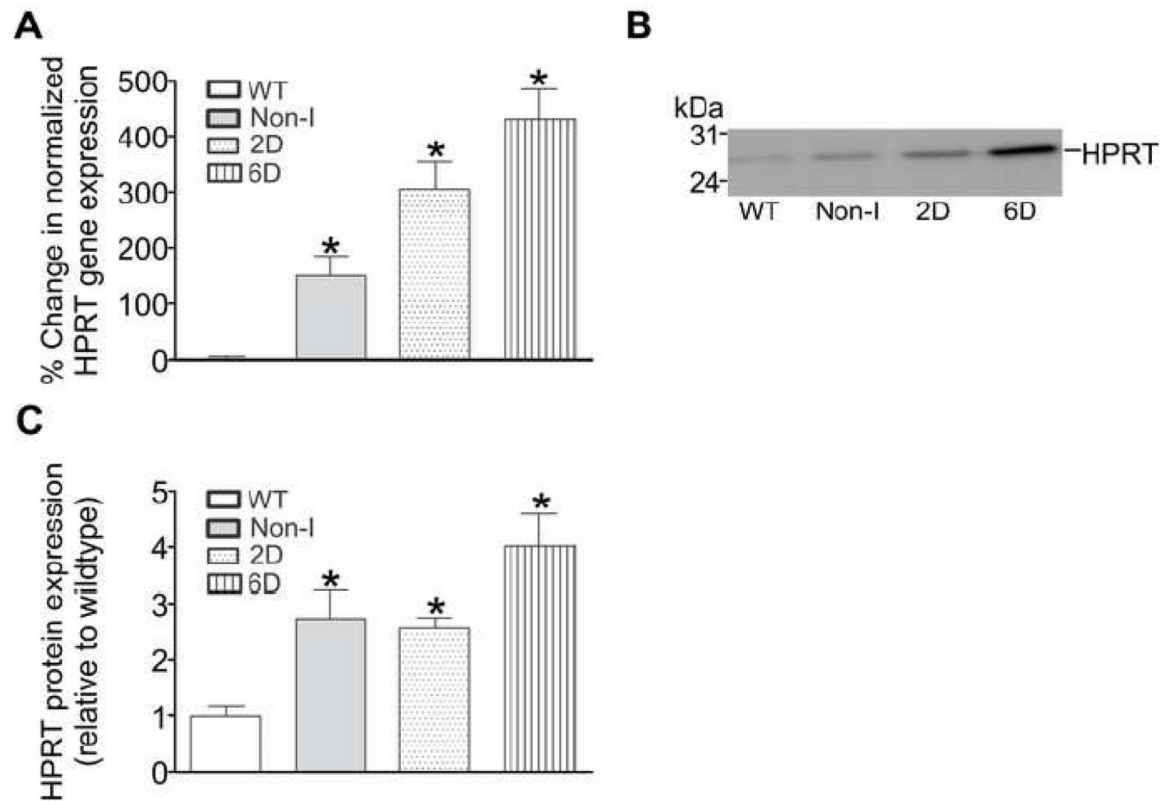 A
% Change in normalized
HPRT gene expression
500
400
300
200
100
0
WT
Non-I
2D
6D
*
*
*
B
kDa
31
24
HPRT
WT Non-I 2D 6D
C
HPRT protein expression
(relative to wildtype)
5
4
3
2
1
0
WT
Non-I
2D
6D
*
*
*